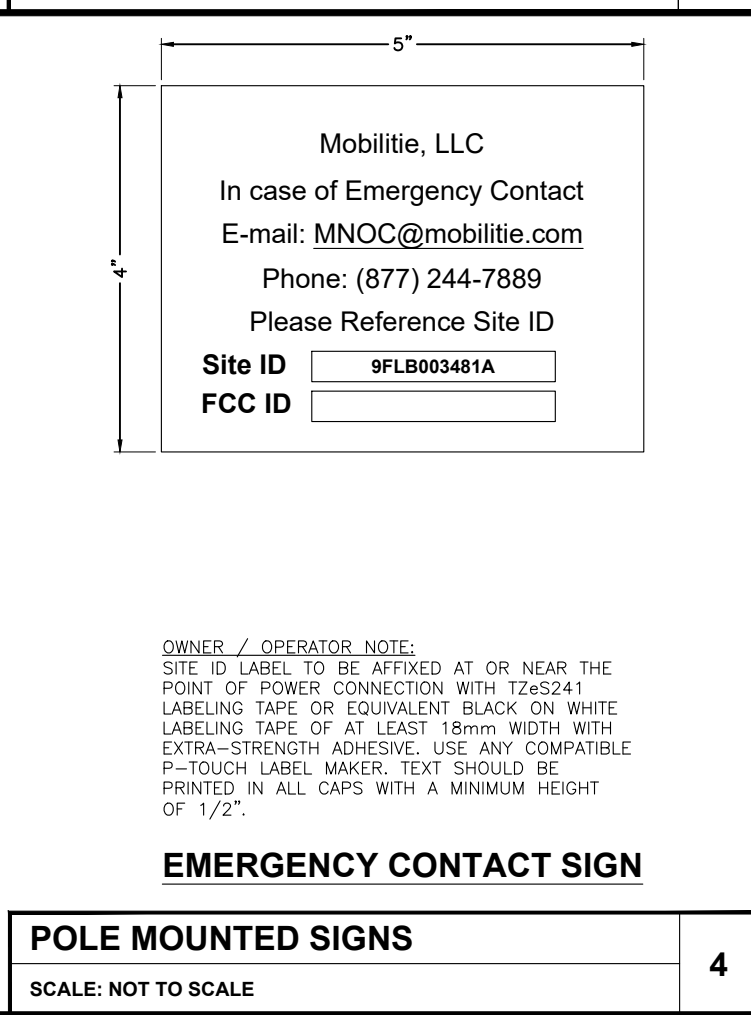 5"
4"
Mobilitie, LLC
In case of Emergency Contact
E-mail: MNOC@mobilitie.com
Phone: (877) 244-7889
Please Reference Site ID
Site ID 9FLB003481A
FCC ID
OWNER / OPERATOR NOTE:
SITE ID LABEL TO BE AFFIXED AT OR NEAR THE
POINT OF POWER CONNECTION WITH TZeS241
LABELING TAPE OR EQUIVALENT BLACK ON WHITE
LABELING TAPE OF AT LEAST 18mm WIDTH WITH
EXTRA-STRENGTH ADHESIVE. USE ANY COMPATIBLE
P-TOUCH LABEL MAKER. TEXT SHOULD BE
PRINTED IN ALL CAPS WITH A MINIMUM HEIGHT
OF 1/2".
EMERGENCY CONTACT SIGN
POLE MOUNTED SIGNS
SCALE: NOT TO SCALE
4